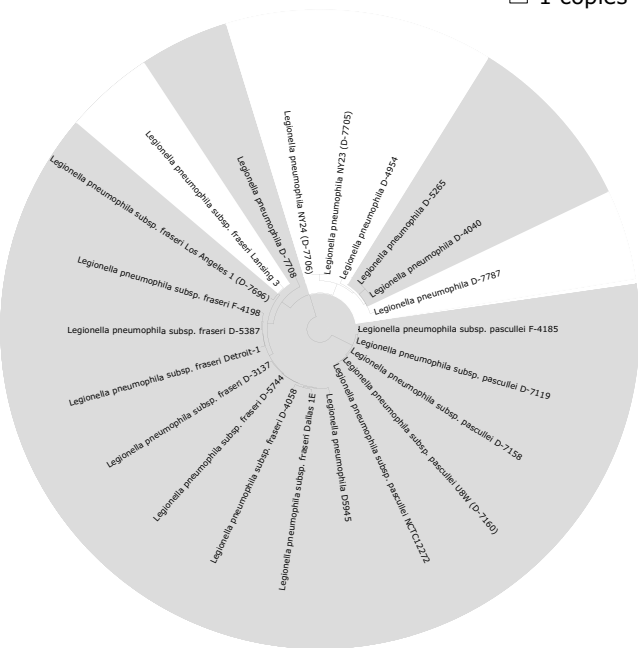 ☐ 1 copies
Legionella pneumophila NY24 (D-7706)
Legionella pneumophila NY23 (D-7705)
Legionella pneumophila D-4954
Legionella pneumophila D-5265
Legionella pneumophila D-4040
Legionella pneumophila D-7787
Legionella pneumophila subsp. pascullei F-4185
Legionella pneumophila subsp. pascullei D-7119
Legionella pneumophila subsp. pascullei D-7158
Legionella pneumophila subsp. pascullei U8W (D-7160)
Legionella pneumophila subsp. pascullei NCTC12272
Legionella pneumophila D5945
Legionella pneumophila subsp. fraseri Dallas 1E
Legionella pneumophila subsp. fraseri D-4058
Legionella pneumophila subsp. fraseri D-5744
Legionella pneumophila subsp. fraseri D-3137
Legionella pneumophila subsp. fraseri Detroit-1
Legionella pneumophila subsp. fraseri D-5387
Legionella pneumophila subsp. fraseri F-4198
Legionella pneumophila subsp. fraseri Los Angeles 1 (D-7696)
Legionella pneumophila subsp. fraseri Lansing 3
Legionella pneumophila D-7708